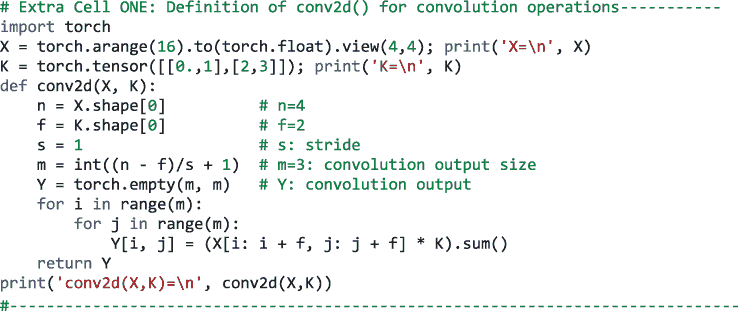 # Extra Cell ONE: Definition of conv2d() for convolution operations-----------
import torch
X = torch.arange(16).to(torch.float).view(4,4); print('X=\n', X)
K = torch.tensor([[0.,1],[2,3]]); print('K=\n', K)
def conv2d(X, K):
    n = X.shape[0]         # n=4
    f = K.shape[0]         # f=2
    s = 1                  # s: stride
    m = int((n - f)/s + 1)  # m=3: convolution output size
    Y = torch.empty(m, m)   # Y: convolution output
    for i in range(m):
        for j in range(m):
            Y[i, j] = (X[i: i + f, j: j + f] * K).sum()
    return Y
print('conv2d(X,K)=\n', conv2d(X,K))
#---------------------------------------------------------------------------